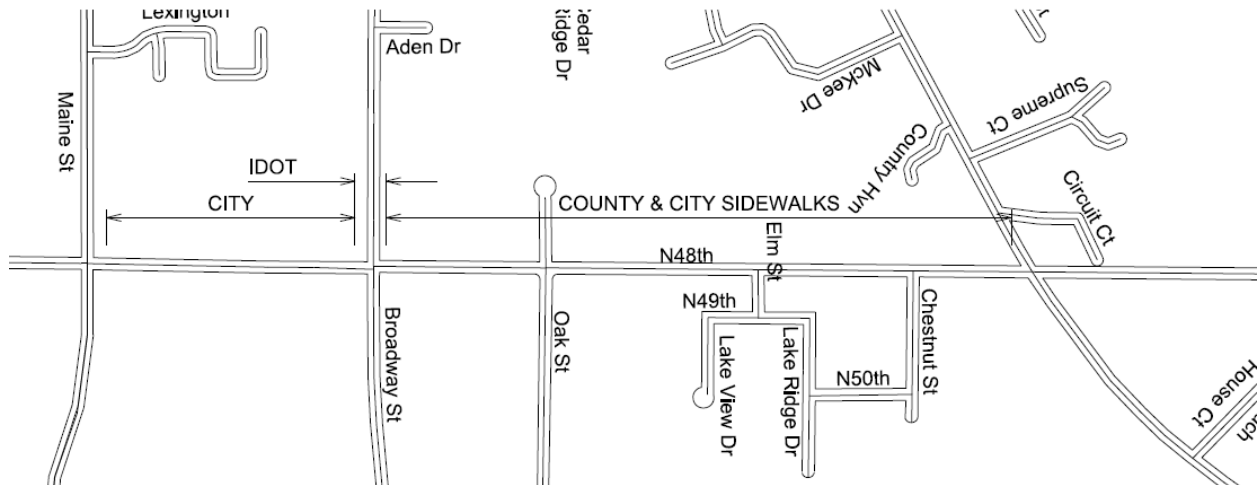 Lexington
Aden Dr
Cedar
Ridge Dr
McKee Dr
Supreme Ct
Country Hvn
Circuit Ct
Maine St
IDOT
CITY
COUNTY & CITY SIDEWALKS
Elm St
N48th
N49th
Broadway St
Oak St
Lake View Dr
Lake Ridge Dr
N50th
Chestnut St
House Ct